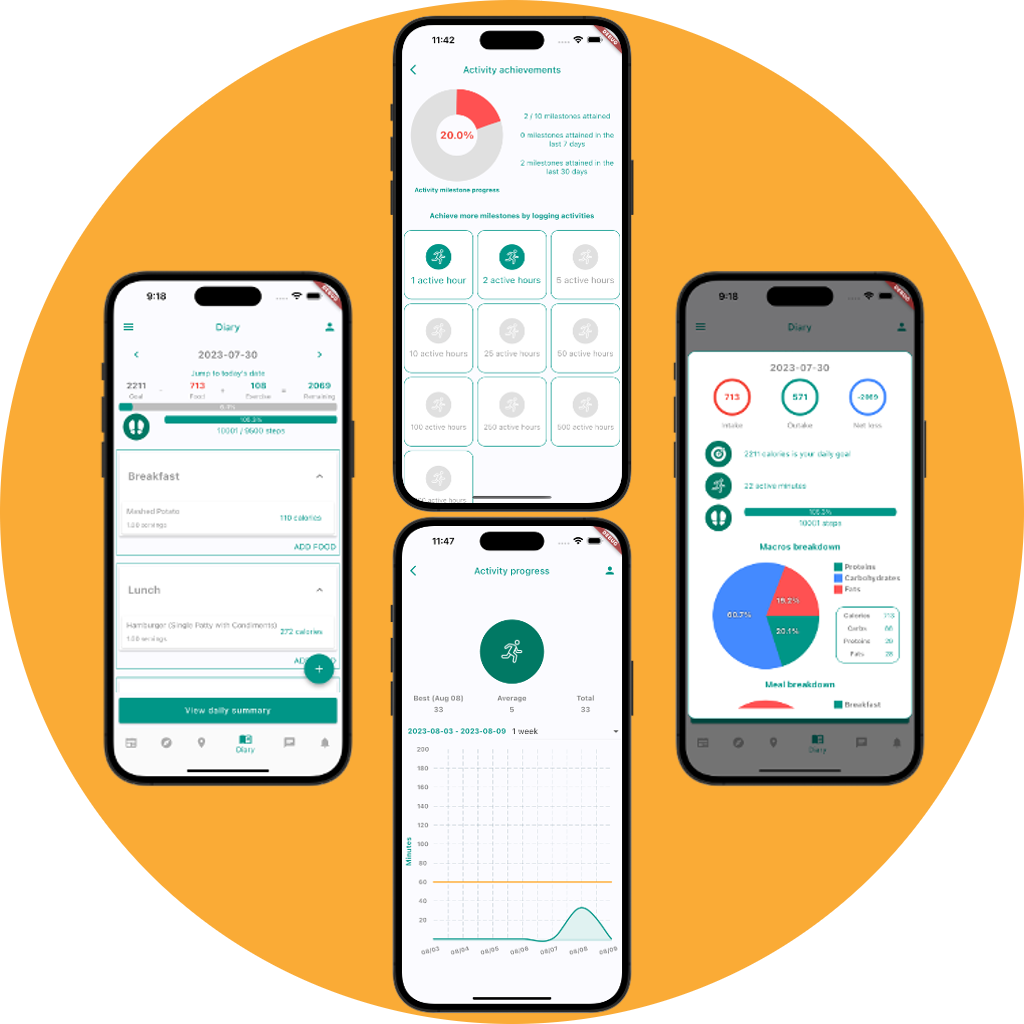 11:42
DEBUG
Activity achievements
20.0%
2 / 10 milestones attained
0 milestones attained in the
last 7 days
2 milestones attained in the
last 30 days
Activity milestone progress
Achieve more milestones by logging activities
1 active hour
2 active hours
5 active hours
10 active hours
25 active hours
50 active hours
100 active hours
250 active hours
500 active hours
active hours
9:18
DEBUG
Diary
2023-07-30
Jump to today's date
2211 - 713 + 108 = 2069
Goal Food Exercise Remaining
105.3%
10001 / 9500 steps
Breakfast
Mashed Potato
1.00 servings
110 calories
ADD FOOD
Lunch
Hamburger (Single Patty with Condiments)
1.00 servings
272 calories
+
View daily summary
Diary
11:47
DEBUG
Activity progress
Best (Aug 08) Average Total
33 5 33
2023-08-03 - 2023-08-09 1 week
200
180
160
140
120
100
80
60
40
20
Minutes
08/03 08/04 08/05 08/06 08/07 08/08 08/09
9:18
DEBUG
Diary
2023-07-30
713 571 -2069
Intake Outake Net loss
2211 calories is your daily goal
22 active minutes
105.3%
10001 steps
Macros breakdown
60.7%
19.2%
20.1%
Proteins
Carbohydrates
Fats
Calories 713
Carbs
Proteins
Fats
Meal breakdown
Breakfast
Diary